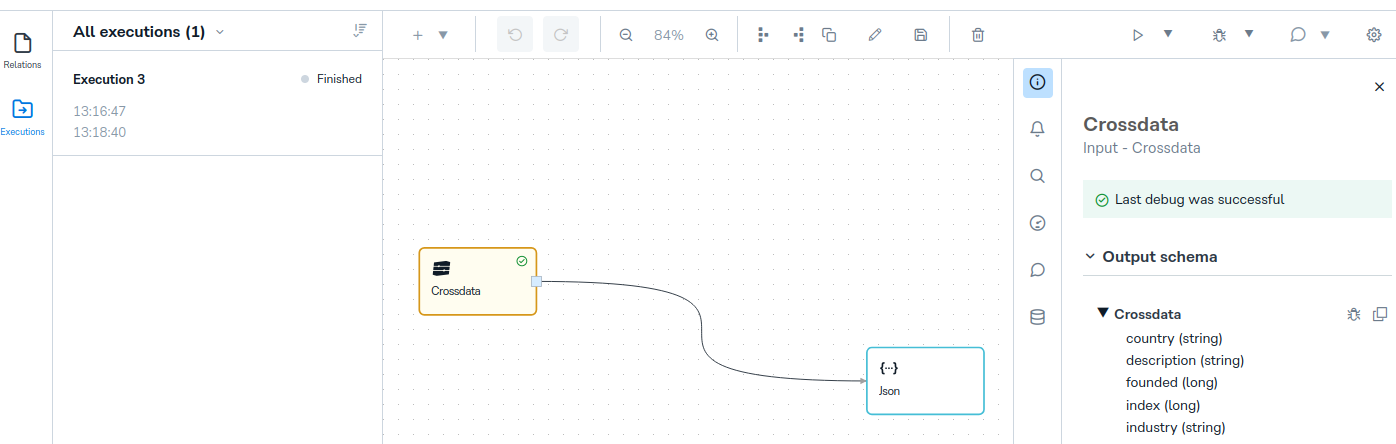 Relations
Executions
All executions (1)
Execution 3
Finished
13:16:47
13:18:40
84%
Crossdata
{···}
Json
Crossdata
Input - Crossdata
Last debug was successful
Output schema
Crossdata
country (string)
description (string)
founded (long)
index (long)
industry (string)